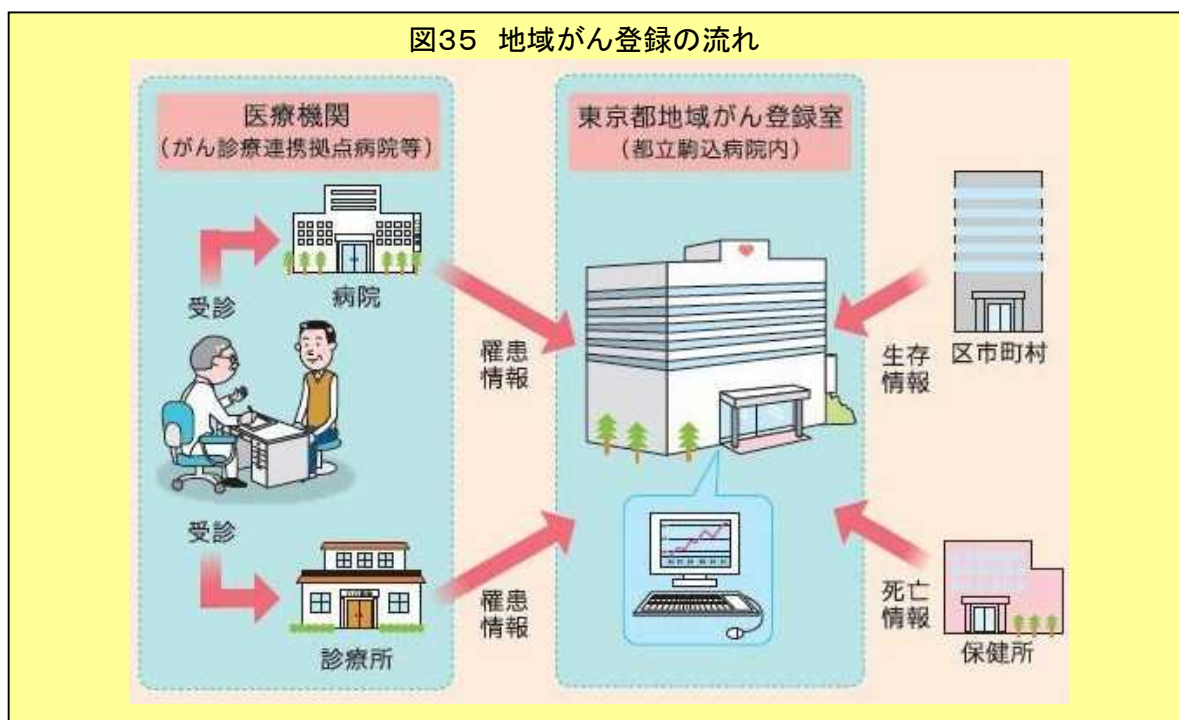 図35 地域がん登録の流れ
医療機関
(がん診療連携拠点病院等)
病院
受診
受診
診療所
罹患
情報
罹患
情報
東京都地域がん登録室
(都立駒込病院内)
生存
情報
区市町村
死亡
情報
保健所